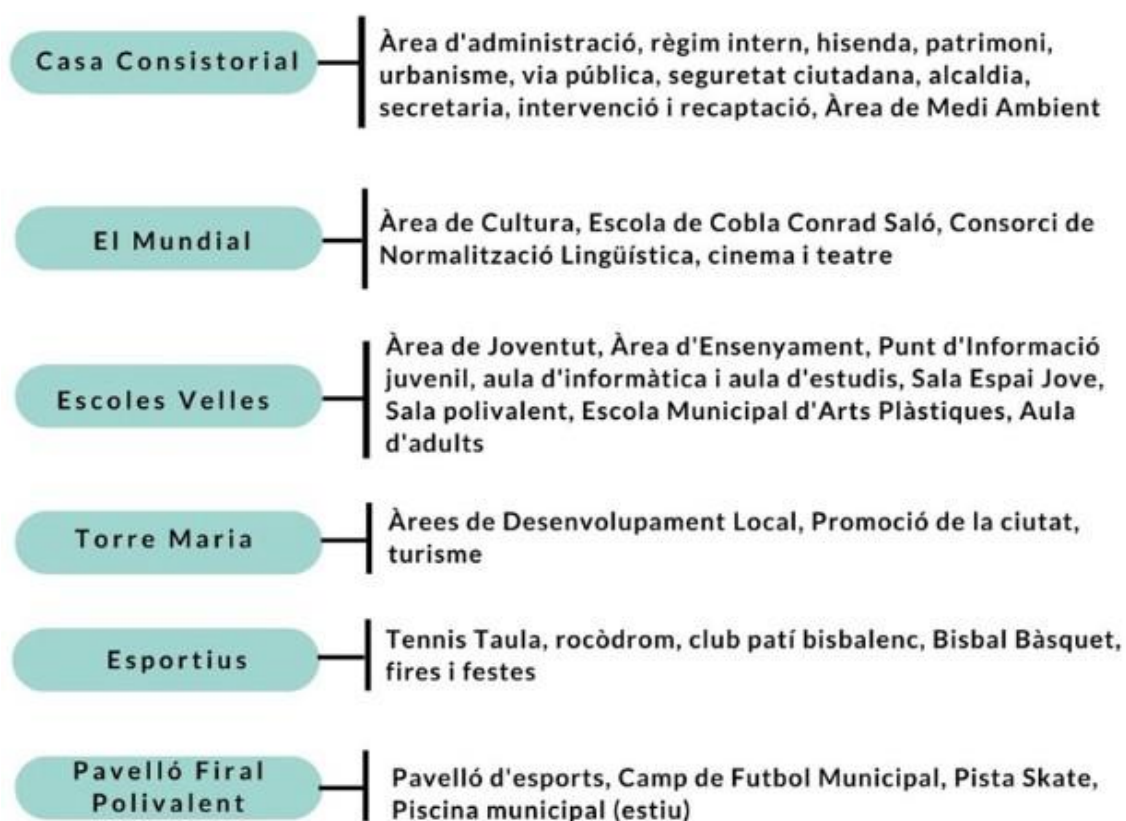 Casa Consistorial
Àrea d'administració, règim intern, hisenda, patrimoni,
urbanisme, via pública, seguretat ciutadana, alcaldia,
secretaria, intervenció i recaptació, Àrea de Medi Ambient
El Mundial
Àrea de Cultura, Escola de Cobla Conrad Saló, Consorci de
Normalització Lingüística, cinema i teatre
Escoles Velles
Àrea de Joventut, Àrea d'Ensenyament, Punt d'Informació
juvenil, aula d'informàtica i aula d'estudis, Sala Espai Jove,
Sala polivalent, Escola Municipal d'Arts Plàstiques, Aula
d'adults
Torre Maria
Àrees de Desenvolupament Local, Promoció de la ciutat,
turisme
Esportius
Tennis Taula, rocòdrom, club patí bisbalenc, Bisbal Bàsquet,
fires i festes
Pavelló Firal
Polivalent
Pavelló d'esports, Camp de Futbol Municipal, Pista Skate,
Piscina municipal (estiu)